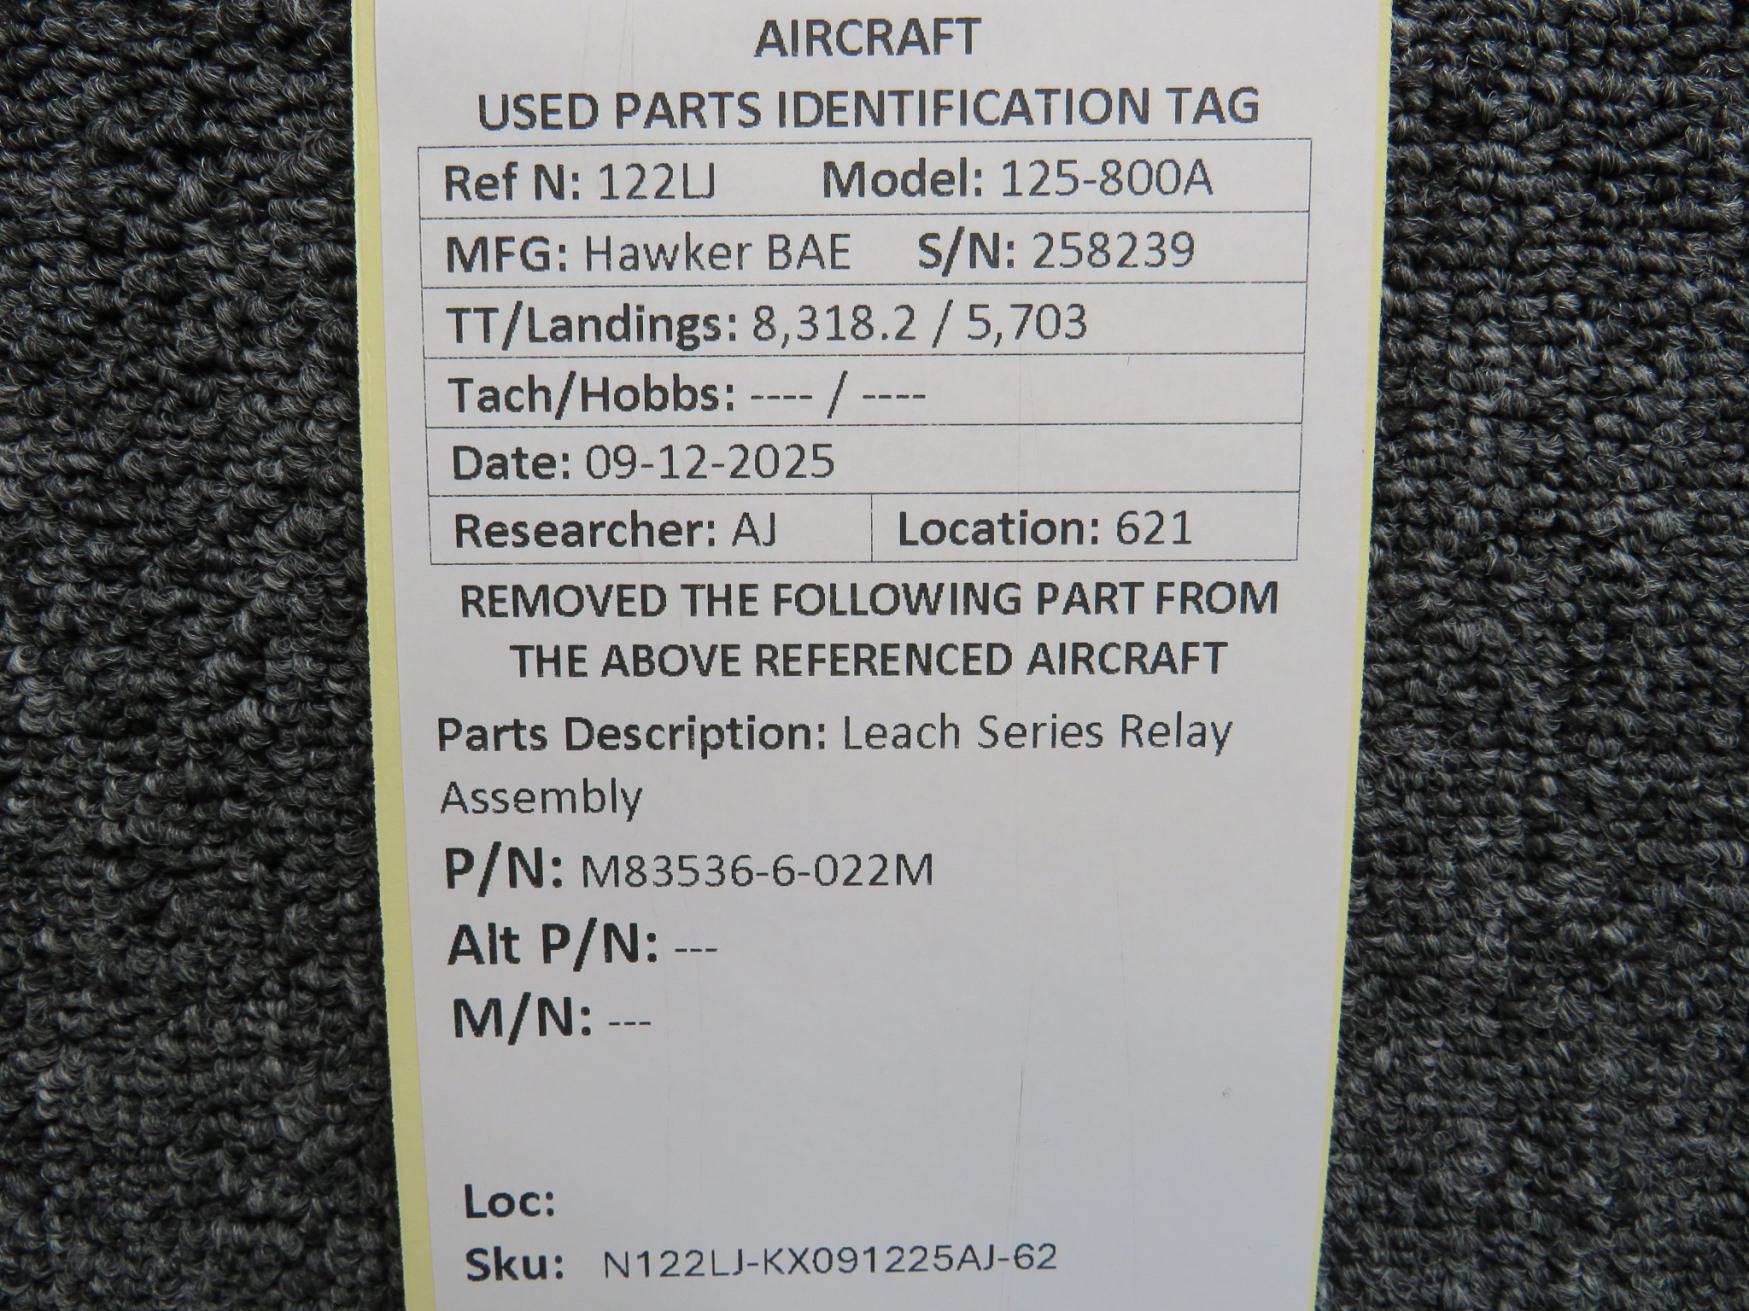 AIRCRAFT
USED PARTS IDENTIFICATION TAG
Ref N: 122LJ Model: 125-800A
MFG: Hawker BAE S/N: 258239
TT/Landings: 8,318.2 / 5,703
Tach/Hobbs: ---- / ----
Date: 09-12-2025
Researcher: AJ Location: 621
REMOVED THE FOLLOWING PART FROM
THE ABOVE REFERENCED AIRCRAFT
Parts Description: Leach Series Relay
Assembly
P/N: M83536-6-022M
Alt P/N: ---
M/N: ---
Loc:
Sku: N122LJ-KX091225AJ-62